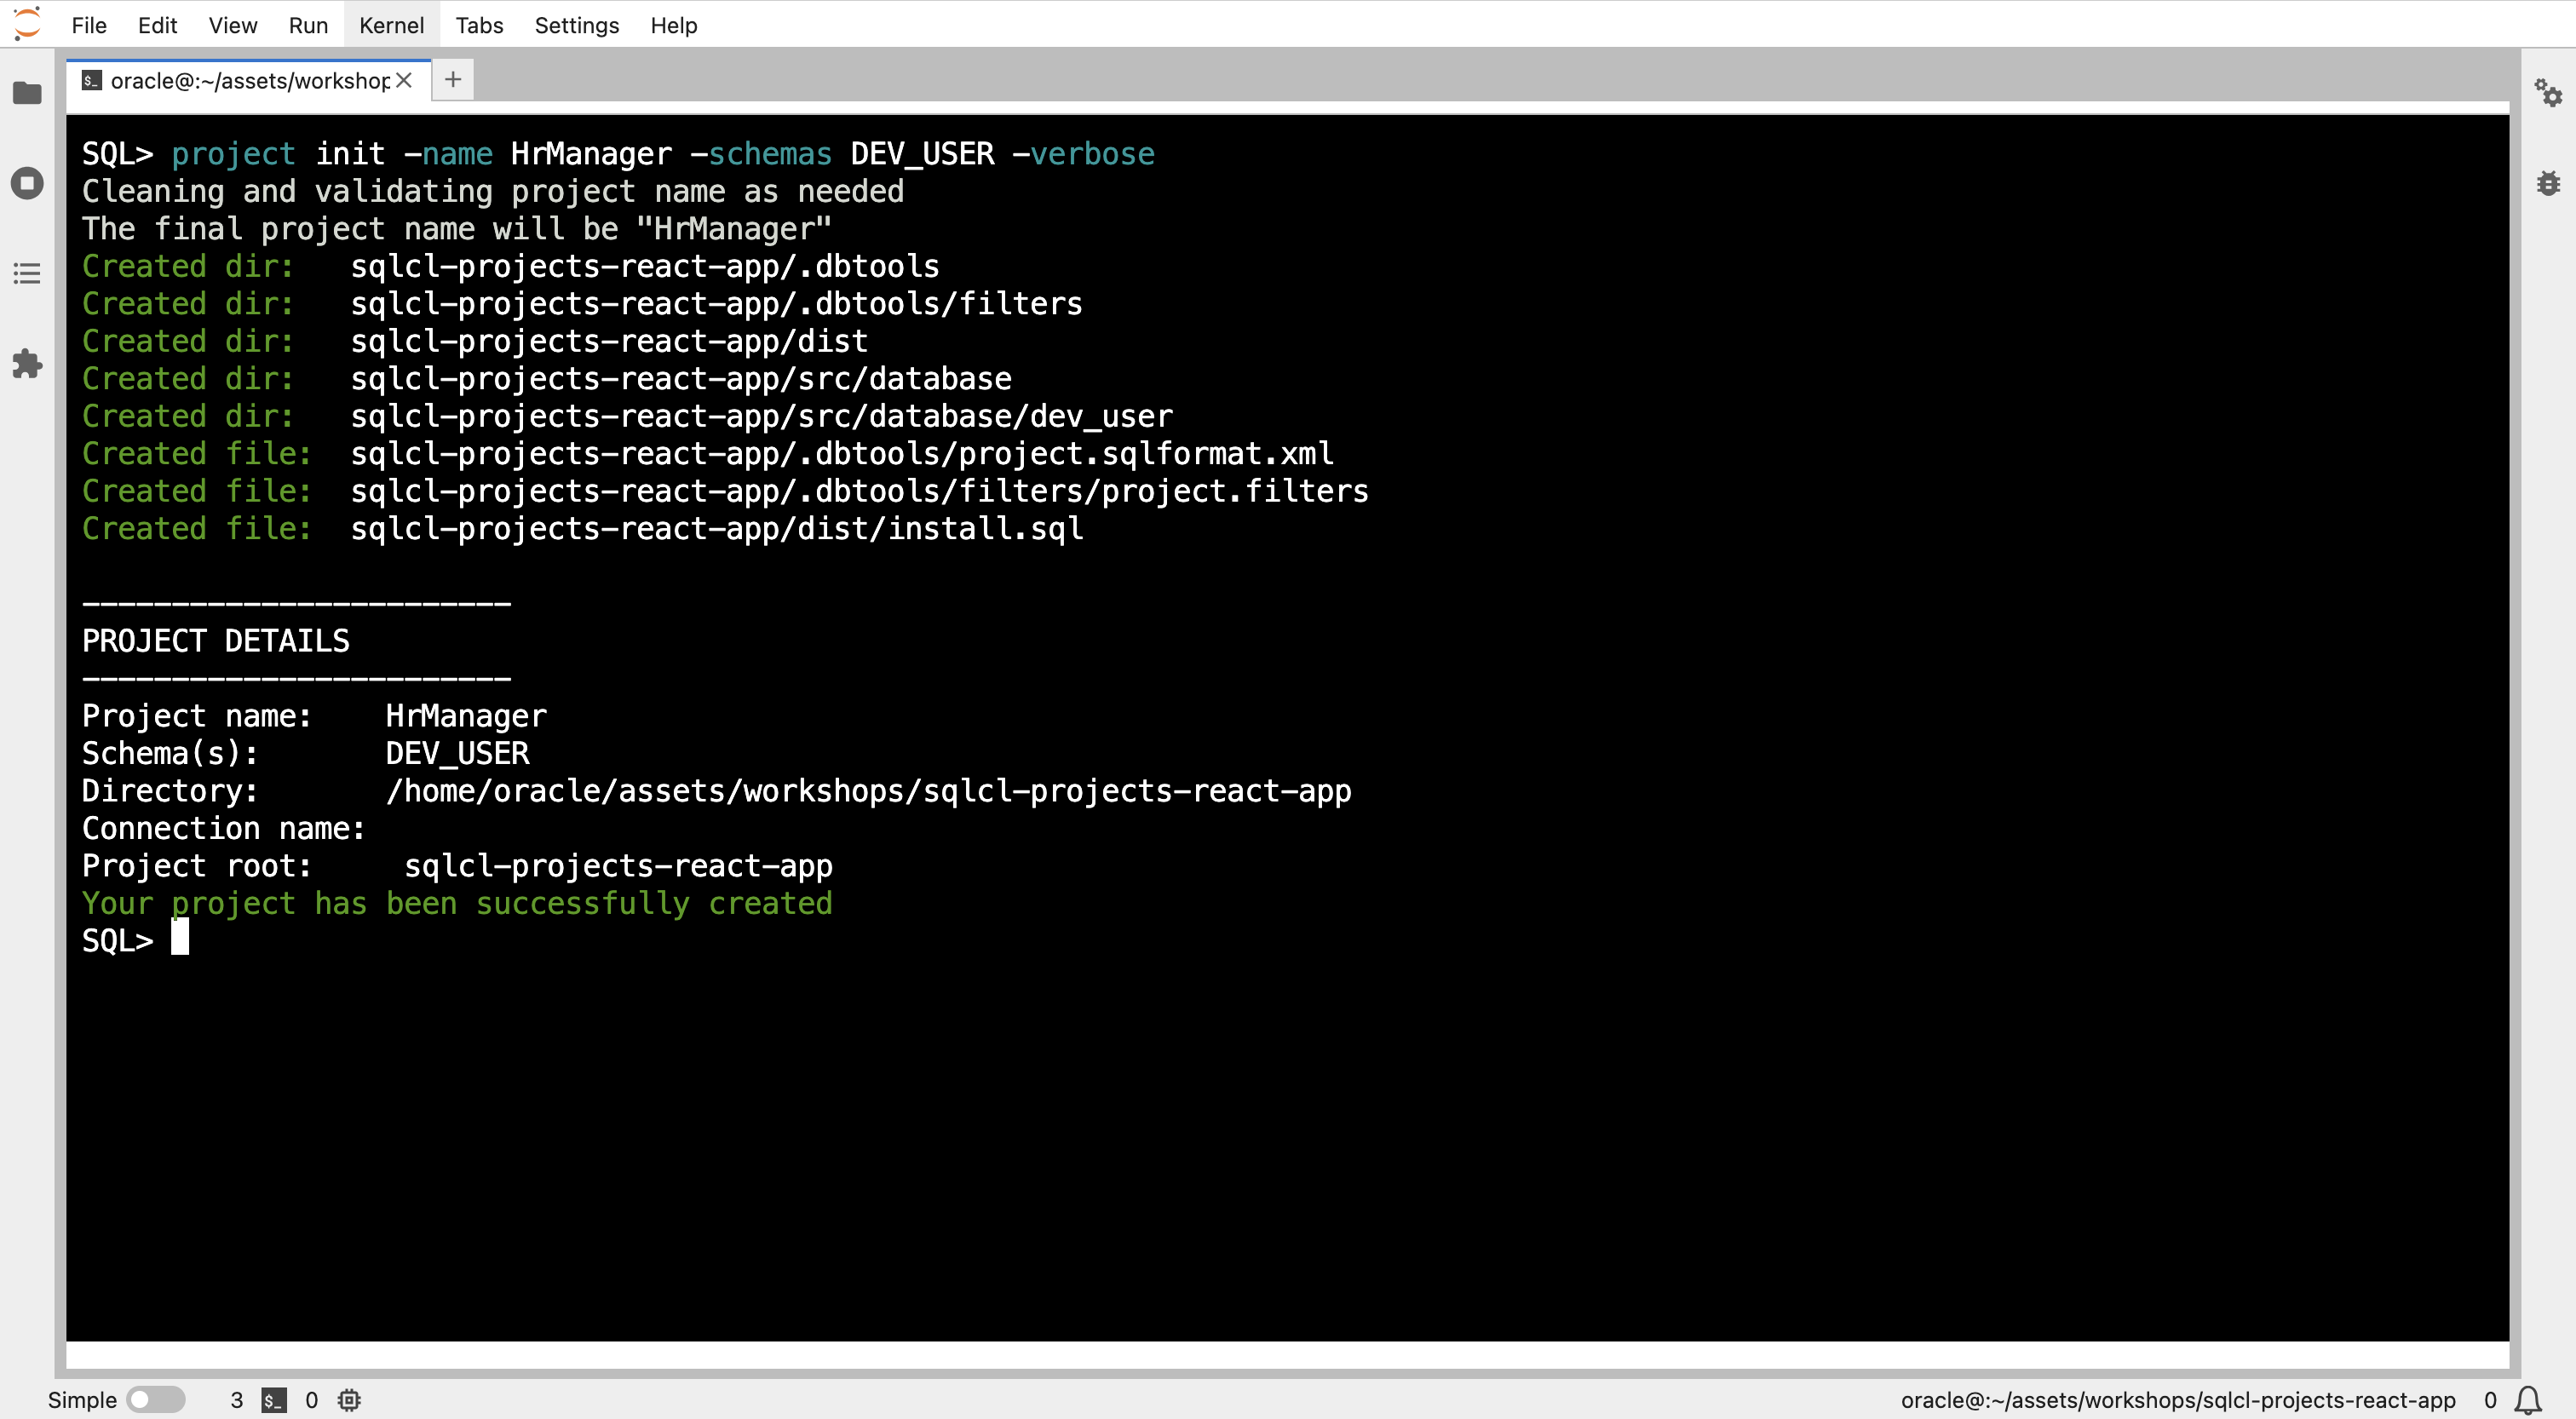 File Edit View Run Kernel Tabs Settings Help
oracle@:~/assets/workshop
SQL> project init -name HrManager -schemas DEV_USER -verbose
Cleaning and validating project name as needed
The final project name will be "HrManager"
Created dir: sqlcl-projects-react-app/.dbtools
Created dir: sqlcl-projects-react-app/.dbtools/filters
Created dir: sqlcl-projects-react-app/dist
Created dir: sqlcl-projects-react-app/src/database
Created dir: sqlcl-projects-react-app/src/database/dev_user
Created file: sqlcl-projects-react-app/.dbtools/project.sqlformat.xml
Created file: sqlcl-projects-react-app/.dbtools/filters/project.filters
Created file: sqlcl-projects-react-app/dist/install.sql
------------------------
PROJECT DETAILS
------------------------
Project name: HrManager
Schema(s): DEV_USER
Directory: /home/oracle/assets/workshops/sqlcl-projects-react-app
Connection name:
Project root: sqlcl-projects-react-app
Your project has been successfully created
SQL>
Simple 3 $_ 0 oracle@:~/assets/workshops/sqlcl-projects-react-app 0